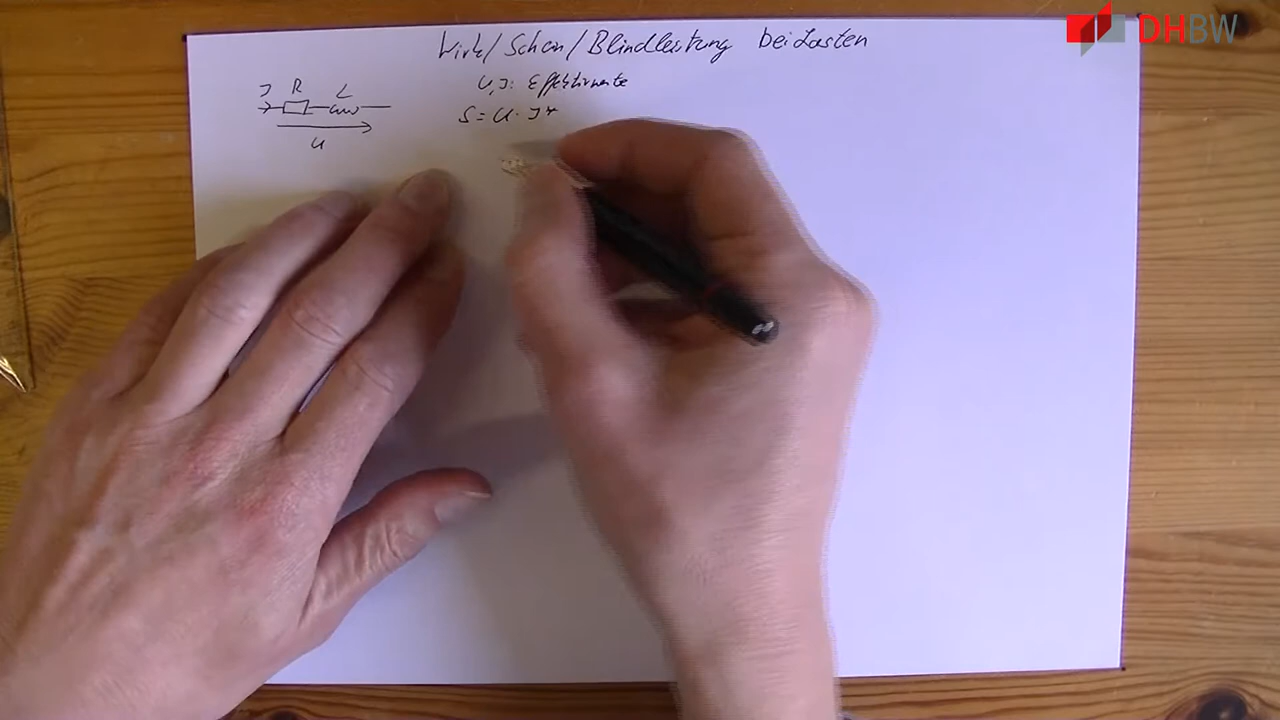 DHBW
Wirk/Schein/Blindleistung bei Lasten
U, I: Effektivwerte
I R L
S = U · I*
U